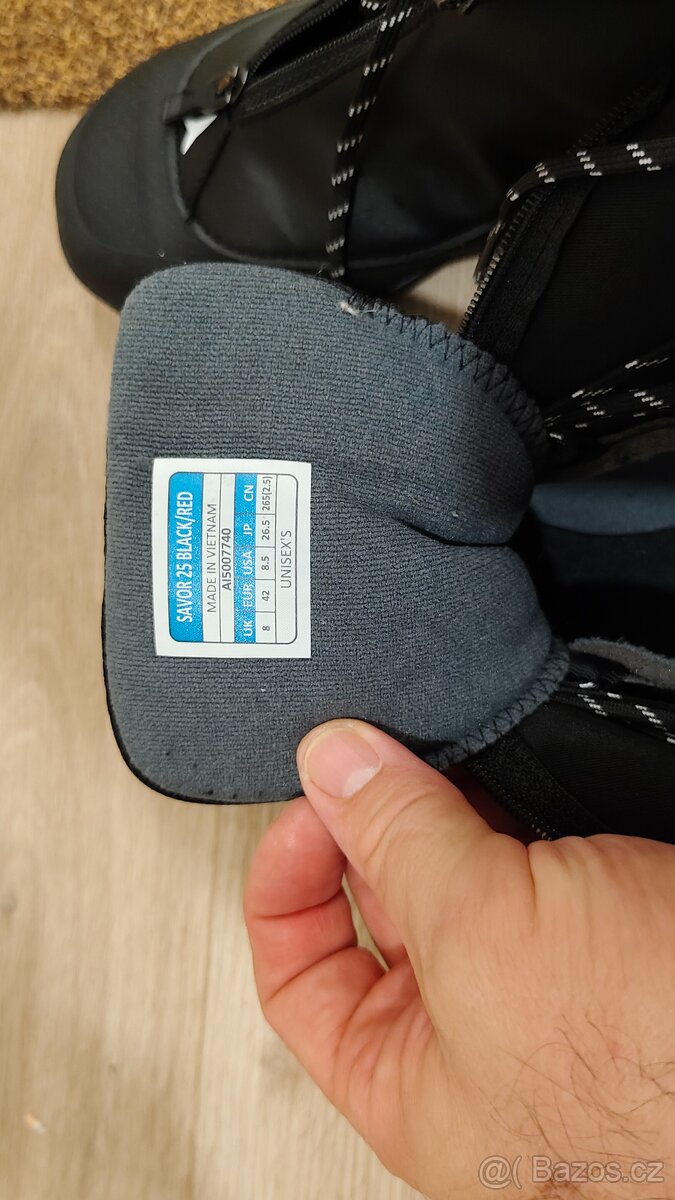 SAVOR 25 BLACK/RED
MADE IN VIETNAM
AI5007740
UK EUR USA JP CN
8 42 8.5 26.5 265(2.5)
UNISEX'S
@( Bazos.cz